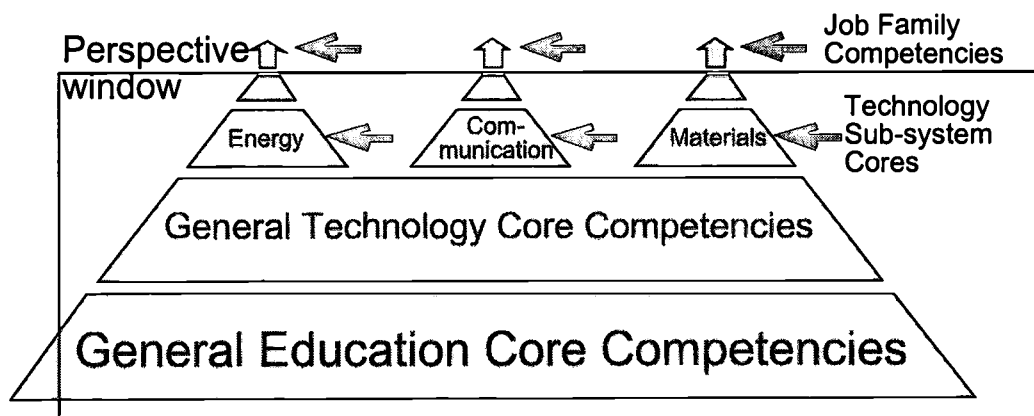 Perspective
window
Job Family
Competencies
Energy
Com-
munication
Materials
Technology
Sub-system
Cores
General Technology Core Competencies
General Education Core Competencies